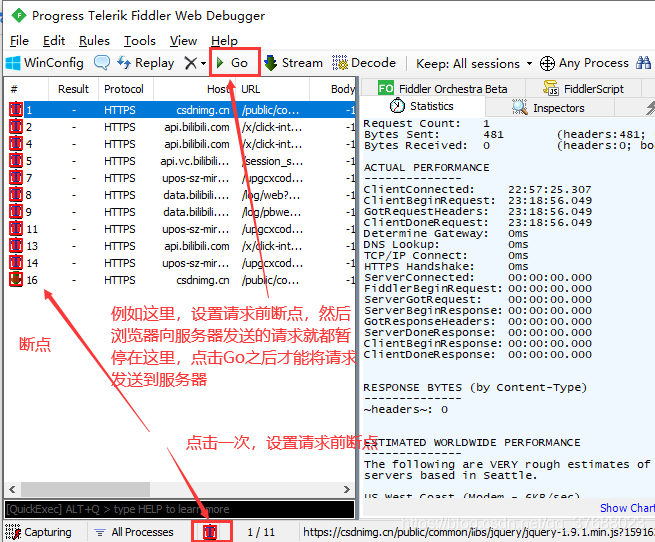 Progress Telerik Fiddler Web Debugger
File Edit Rules Tools View Help
WinConfig Replay Go Stream Decode Keep: All sessions Any Process
# Result Protocol Host URL Body
1 - HTTPS csdnimg.cn /public/co... -1
2 - HTTPS api.bilibili.com /x/click-int... -1
4 - HTTPS api.bilibili.com /x/click-int... -1
5 - HTTPS api.vc.bilibili... /session_s... -1
7 - HTTPS upos-sz-mir... /upgcxcod... -1
8 - HTTPS data.bilibili.... /log/web?... -1
9 - HTTPS data.bilibili.... /log/pbwe... -1
11 - HTTPS upos-sz-mir... /upgcxcod... -1
13 - HTTPS api.bilibili.com /x/click-int... -1
14 - HTTPS upos-sz-mir... /upgcxcod... -1
16 - HTTPS csdnimg.cn /public/co... -1
断点
例如这里，设置请求前断点，然后
浏览器向服务器发送的请求就都暂
停在这里，点击Go之后才能将请求
发送到服务器
点击一次，设置请求前断点
FO Fiddler Orchestra Beta FiddlerScript
Statistics Inspectors
Request Count: 1
Bytes Sent: 481 (headers:481;
Bytes Received: 0 (headers:0; bo
ACTUAL PERFORMANCE
--------------
ClientConnected: 22:57:25.307
ClientBeginRequest: 23:18:56.049
GotRequestHeaders: 23:18:56.049
ClientDoneRequest: 23:18:56.049
Determine Gateway: 0ms
DNS Lookup: 0ms
TCP/IP Connect: 0ms
HTTPS Handshake: 0ms
ServerConnected: 00:00:00.000
FiddlerBeginRequest: 00:00:00.000
ServerGotRequest: 00:00:00.000
ServerBeginResponse: 00:00:00.000
GotResponseHeaders: 00:00:00.000
ServerDoneResponse: 00:00:00.000
ClientBeginResponse: 00:00:00.000
ClientDoneResponse: 00:00:00.000
RESPONSE BYTES (by Content-Type)
--------------
~headers~: 0
ESTIMATED WORLDWIDE PERFORMANCE
--------------
The following are VERY rough estimates of
servers based in Seattle.
US West Coast (Modem - 6KB/sec)
Show Chart
[QuickExec] ALT+Q > type HELP to learn more
Capturing All Processes 1 / 11 https://csdnimg.cn/public/common/libs/jquery/jquery-1.9.1.min.js?159161